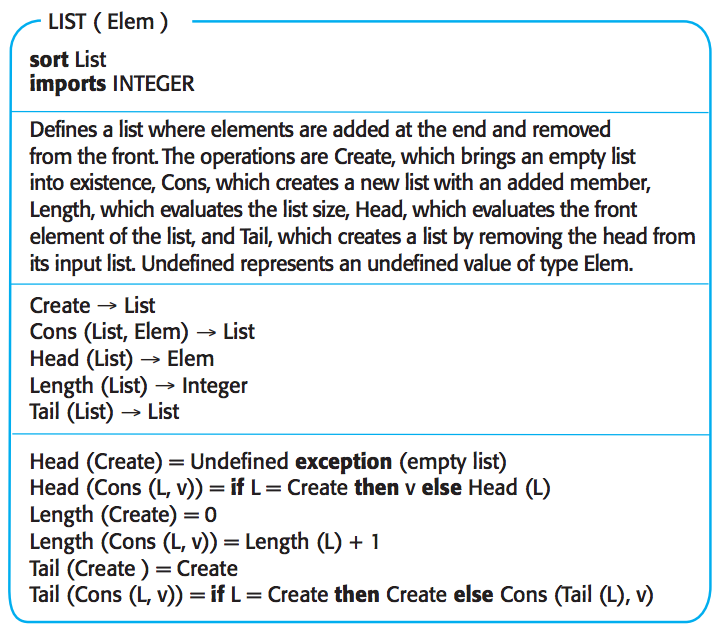 LIST ( Elem )
sort List
imports INTEGER
Defines a list where elements are added at the end and removed
from the front. The operations are Create, which brings an empty list
into existence, Cons, which creates a new list with an added member,
Length, which evaluates the list size, Head, which evaluates the front
element of the list, and Tail, which creates a list by removing the head from
its input list. Undefined represents an undefined value of type Elem.
Create → List
Cons (List, Elem) → List
Head (List) → Elem
Length (List) → Integer
Tail (List) → List
Head (Create) = Undefined exception (empty list)
Head (Cons (L, v)) = if L = Create then v else Head (L)
Length (Create) = 0
Length (Cons (L, v)) = Length (L) + 1
Tail (Create ) = Create
Tail (Cons (L, v)) = if L = Create then Create else Cons (Tail (L), v)